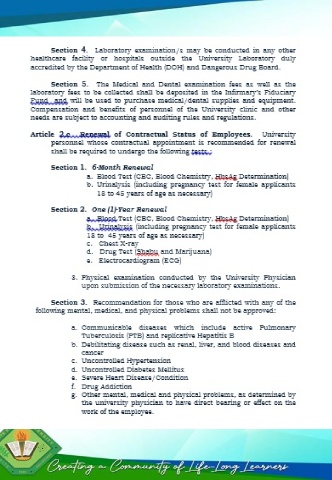 Section 4. Laboratory examination/s may be conducted in any other
healthcare facility or hospitals outside the University Laboratory duly
accredited by the Department of Health (DOH) and Dangerous Drug Board.
Section 5. The Medical and Dental examination fees as well as the
laboratory fees to be collected shall be deposited in the Infirmary's Fiduciary
Fund and will be used to purchase medical/dental supplies and equipment.
Compensation and benefits of personnel of the University clinic and other
needs are subject to accounting and auditing rules and regulations.
Article 2.c. Renewal of Contractual Status of Employees. University
personnel whose contractual appointment is recommended for renewal
shall be required to undergo the following tests.:
Section 1. 6-Month Renewal
a. Blood Test (CBC, Blood Chemistry, HbsAg Determination)
b. Urinalysis (including pregnancy test for female applicants
18 to 45 years of age as necessary)
Section 2. One (1)-Year Renewal
a. Blood Test (CBC, Blood Chemistry, HbsAg Determination)
b. Urinalysis (including pregnancy test for female applicants
18 to 45 years of age as necessary)
c. Chest X-ray
d. Drug Test (Shabu and Marijuana)
e. Electrocardiogram (ECG)
3. Physical examination conducted by the University Physician
upon submission of the necessary laboratory examinations.
Section 3. Recommendation for those who are afflicted with any of the
following mental, medical, and physical problems shall not be approved:
a. Communicable diseases which include active Pulmonary
Tuberculosis (PTB) and replicative Hepatitis B
b. Debilitating disease such as renal, liver, and blood diseases and
cancer
c. Uncontrolled Hypertension
d. Uncontrolled Diabetes Mellitus
e. Severe Heart Disease/Condition
f. Drug Addiction
g. Other mental, medical and physical problems, as determined by
the university physician to have direct bearing or effect on the
work of the employee.
Creating a Community of Life-Long Learners